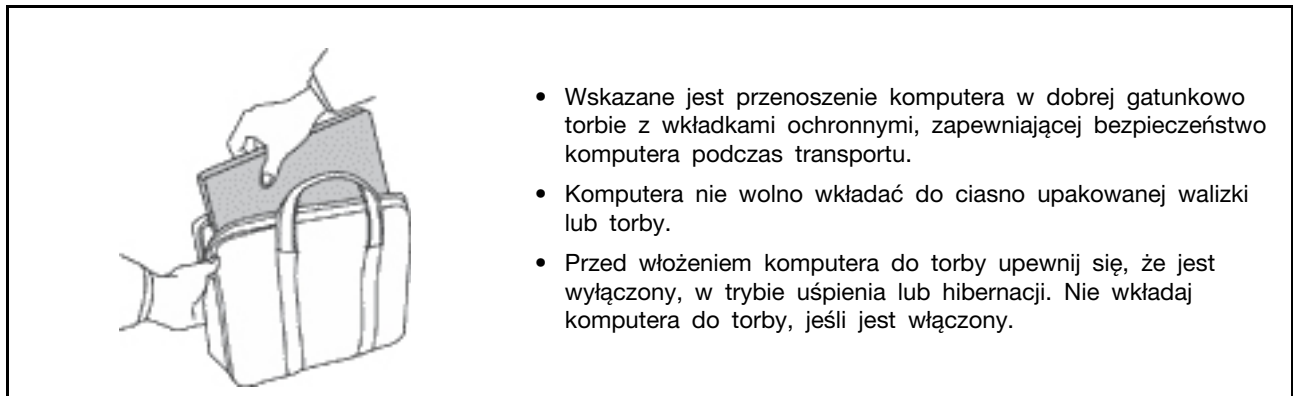 • Wskazane jest przenoszenie komputera w dobrej gatunkowo
torbie z wkładkami ochronnymi, zapewniającej bezpieczeństwo
komputera podczas transportu.
• Komputera nie wolno wkładać do ciasno upakowanej walizki
lub torby.
• Przed włożeniem komputera do torby upewnij się, że jest
wyłączony, w trybie uśpienia lub hibernacji. Nie wkładaj
komputera do torby, jeśli jest włączony.